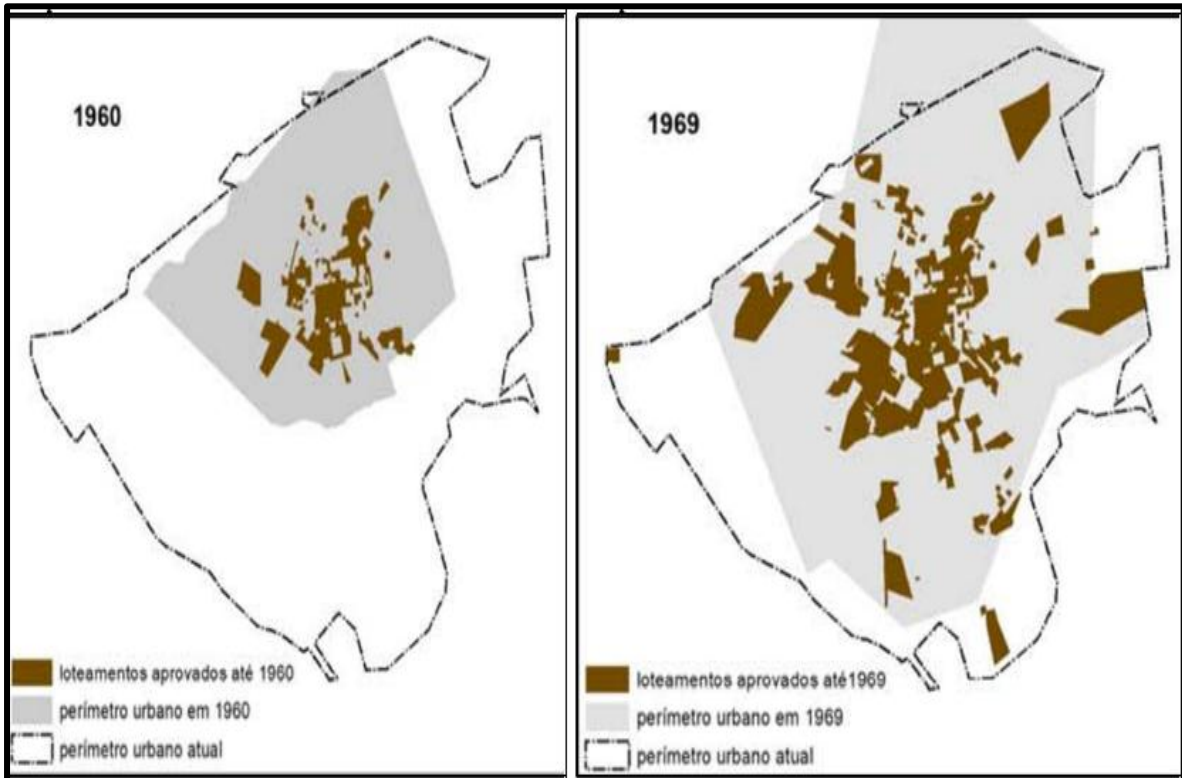 1960
loteamentos aprovados até 1960
perímetro urbano em 1960
perímetro urbano atual
1969
loteamentos aprovados até1969
perímetro urbano em 1969
perímetro urbano atual